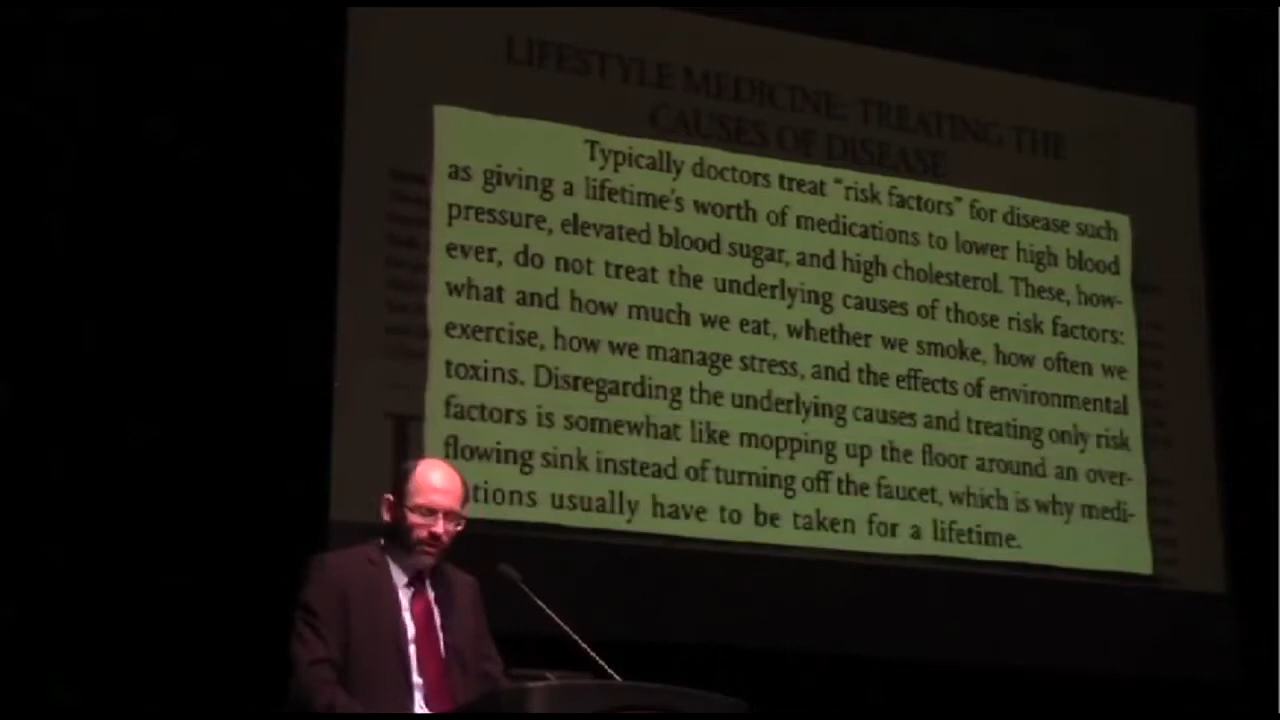 LIFESTYLE MEDICINE: TREATING THE
CAUSES OF DISEASE
Typically doctors treat "risk factors" for disease such
as giving a lifetime's worth of medications to lower high blood
pressure, elevated blood sugar, and high cholesterol. These, how-
ever, do not treat the underlying causes of those risk factors:
what and how much we eat, whether we smoke, how often we
exercise, how we manage stress, and the effects of environmental
toxins. Disregarding the underlying causes and treating only risk
factors is somewhat like mopping up the floor around an over-
flowing sink instead of turning off the faucet, which is why medi-
ations usually have to be taken for a lifetime.